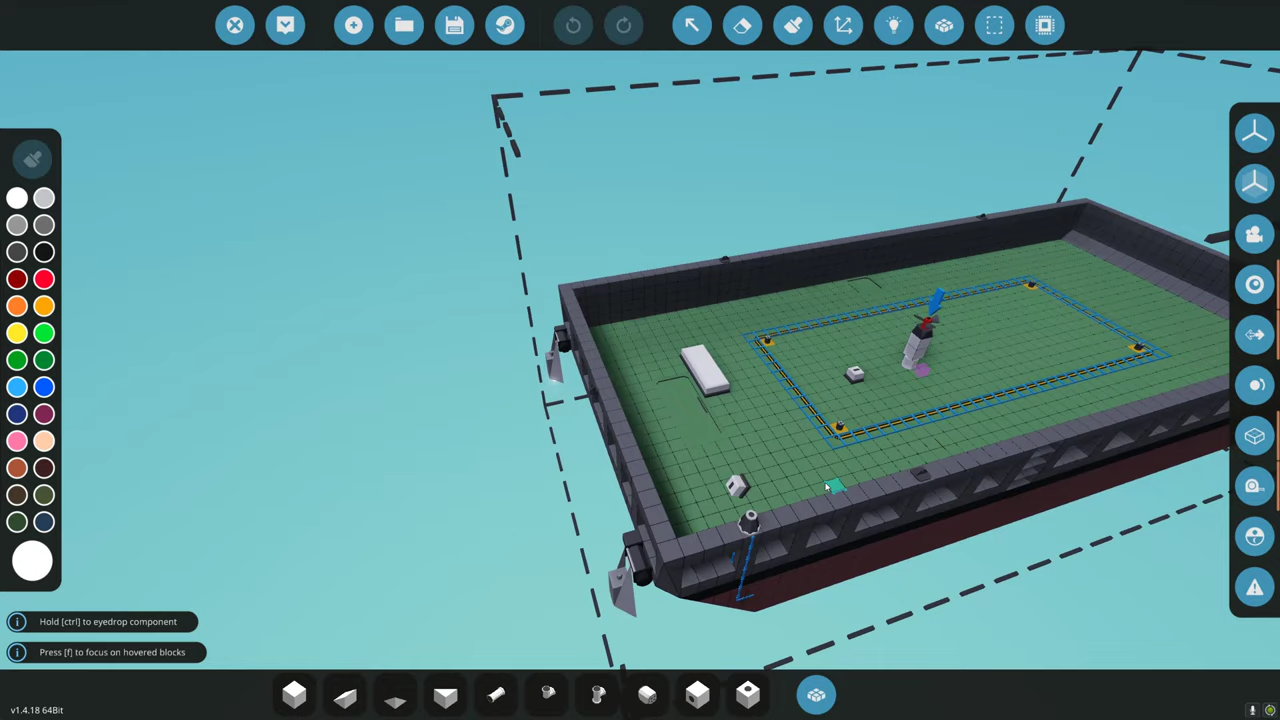 Hold [ctrl] to eyedrop component
Press [f] to focus on hovered blocks
v1.4.18 64Bit